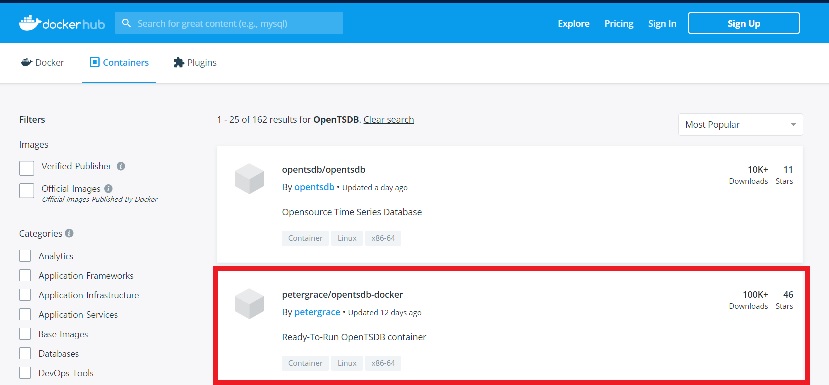 dockerhub
Search for great content (e.g., mysql)
Explore
Pricing
Sign In
Sign Up
Docker
Containers
Plugins
Filters
1 - 25 of 162 results for OpenTSDB. Clear search
Most Popular
Images
Verified Publisher
Official Images
Official Images Published By Docker
Categories
Analytics
Application Frameworks
Application Infrastructure
Application Services
Base Images
Databases
DevOps Tools
opentsdb/opentsdb
By opentsdb • Updated a day ago
Opensource Time Series Database
Container Linux x86-64
10K+ 11
Downloads Stars
petergrace/opentsdb-docker
By petergrace • Updated 12 days ago
Ready-To-Run OpenTSDB container
Container Linux x86-64
100K+ 46
Downloads Stars